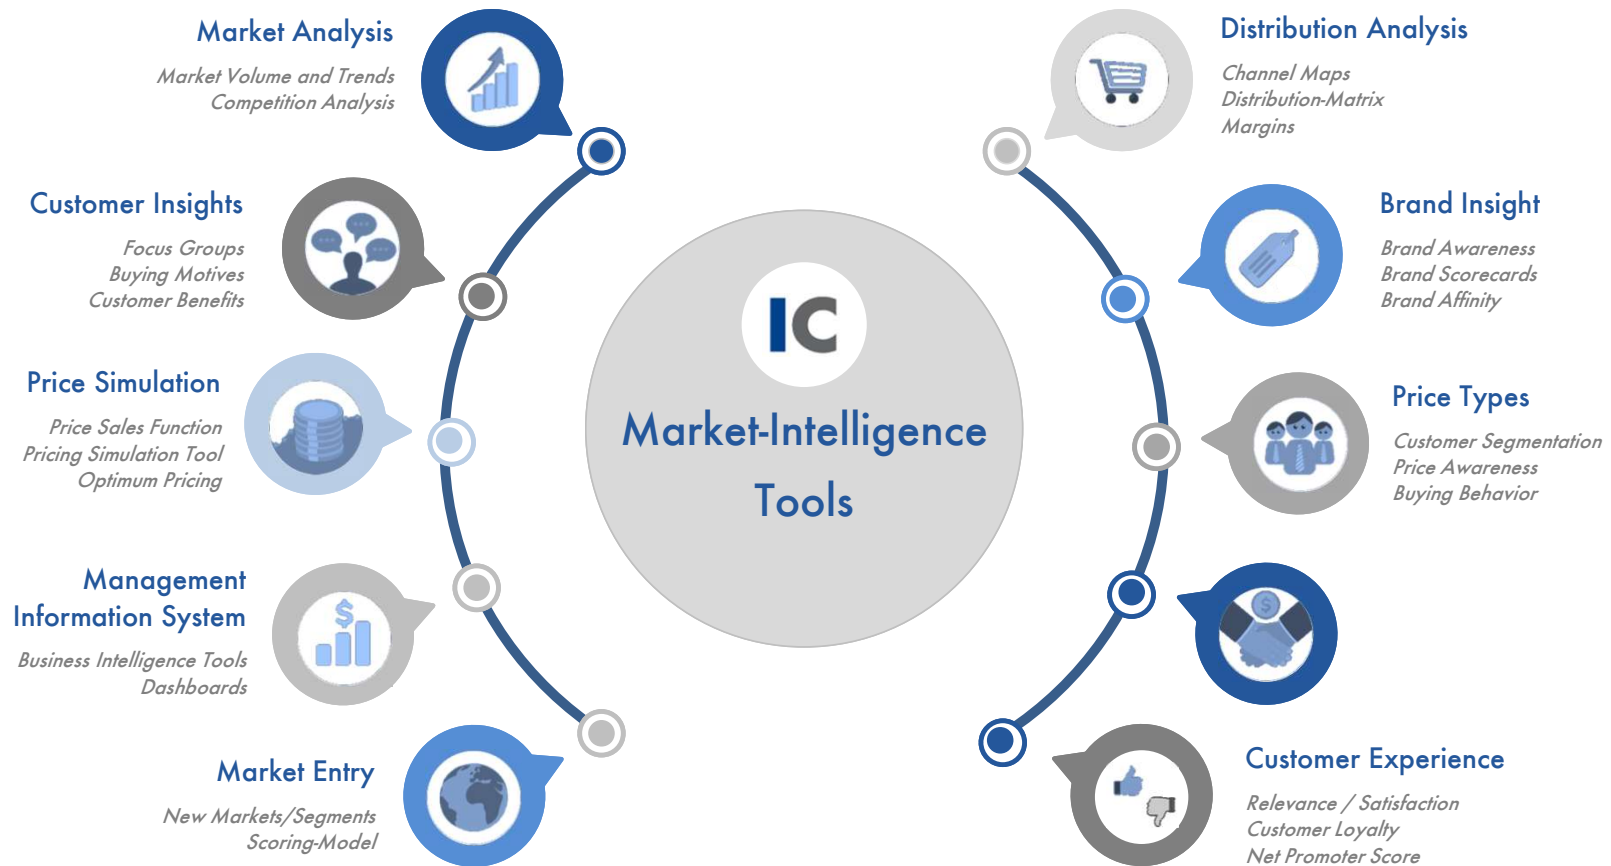 Market Analysis
Market Volume and Trends
Competition Analysis
Customer Insights
Focus Groups
Buying Motives
Customer Benefits
Price Simulation
Price Sales Function
Pricing Simulation Tool
Optimum Pricing
Management
Information System
Business Intelligence Tools
Dashboards
Market Entry
New Markets/Segments
Scoring-Model
IC
Market-Intelligence
Tools
Distribution Analysis
Channel Maps
Distribution-Matrix
Margins
Brand Insight
Brand Awareness
Brand Scorecards
Brand Affinity
Price Types
Customer Segmentation
Price Awareness
Buying Behavior
Customer Experience
Relevance / Satisfaction
Customer Loyalty
Net Promoter Score